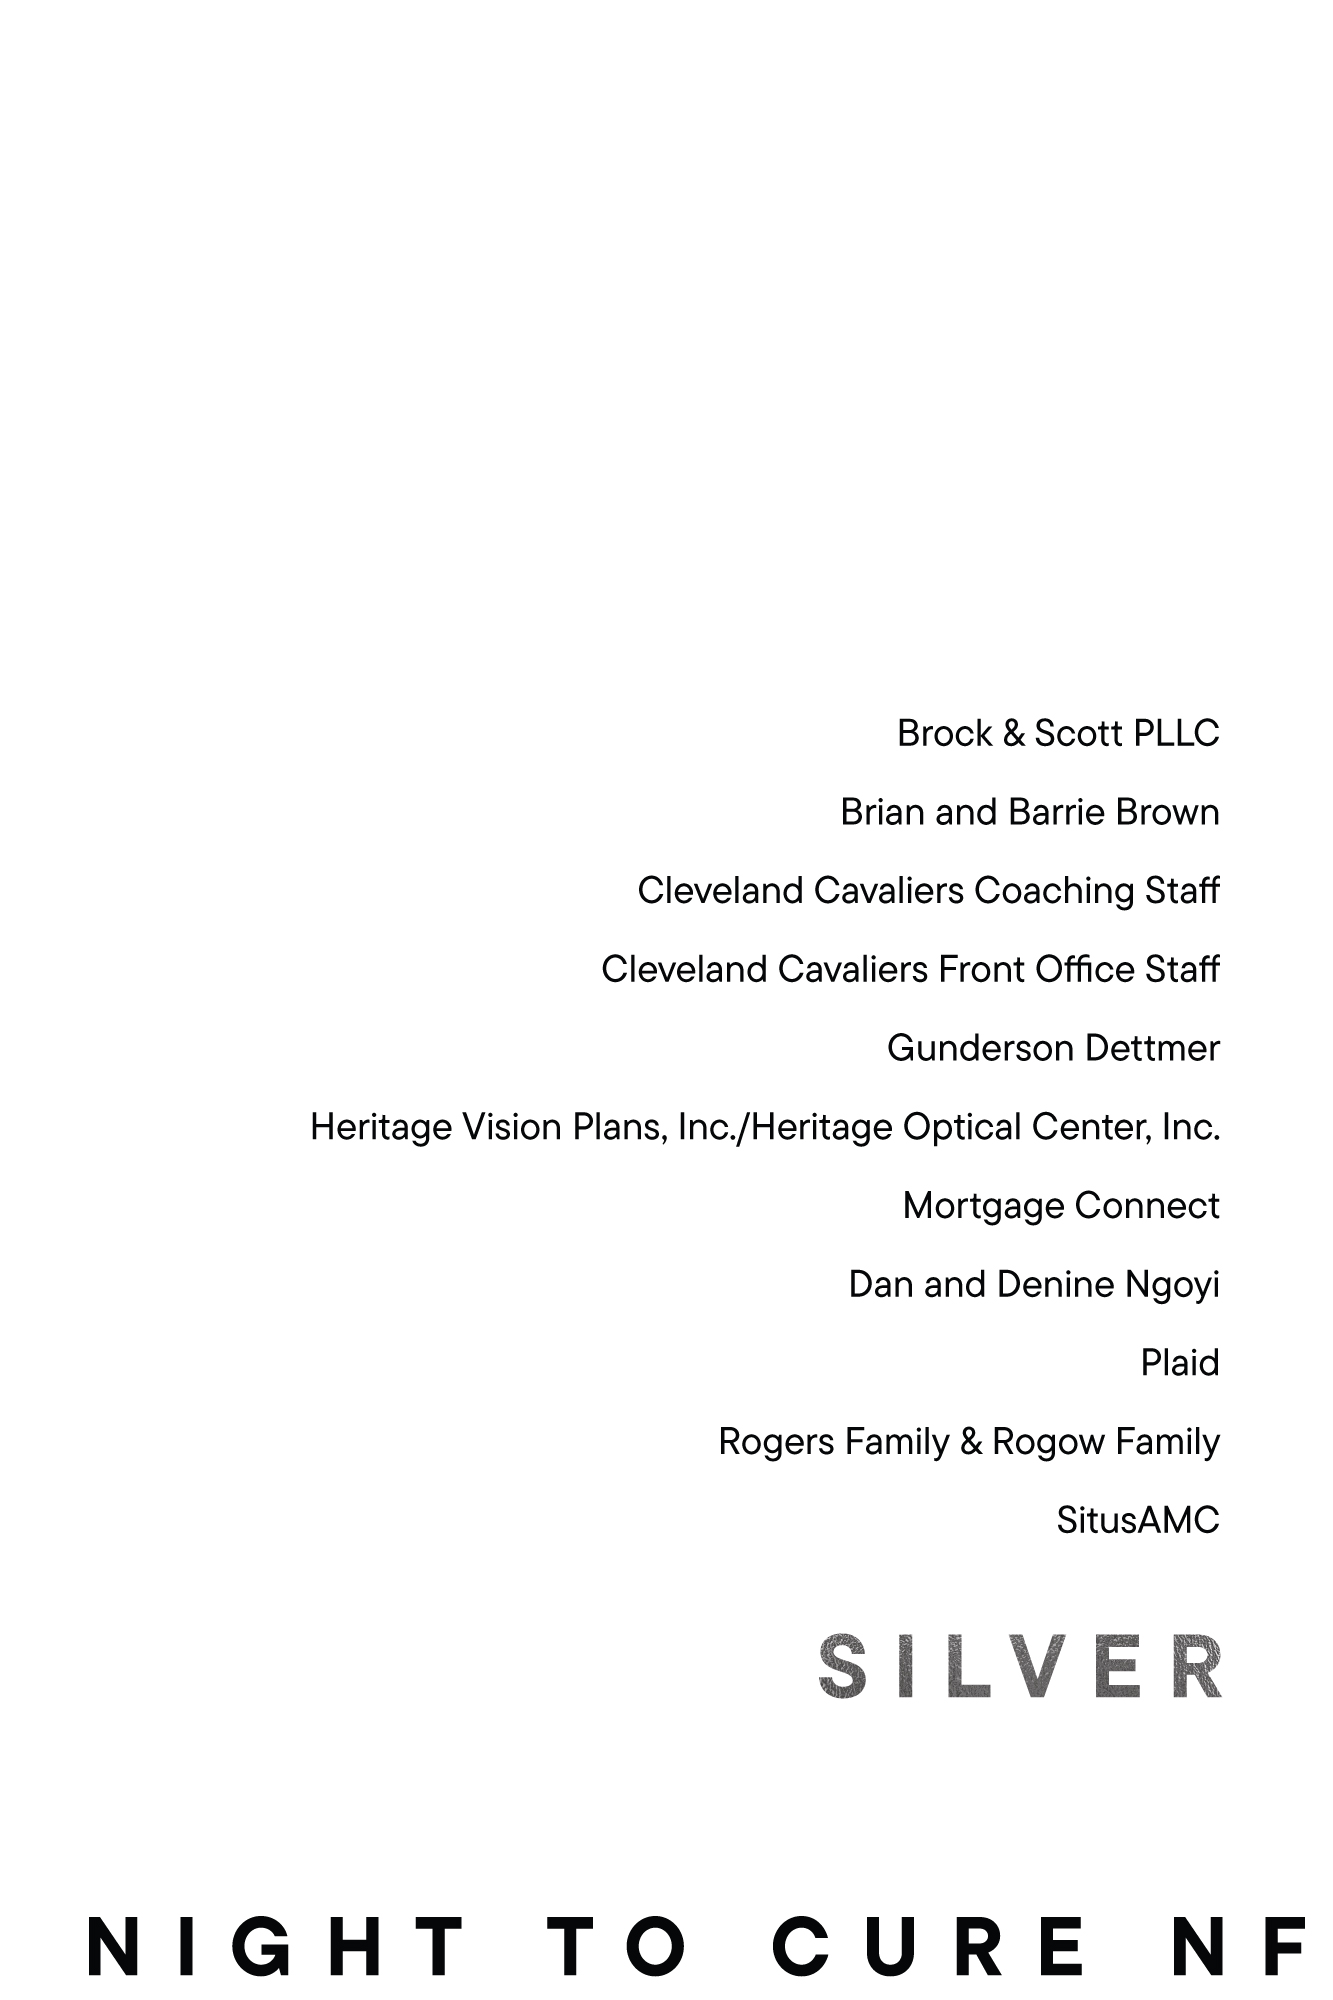 Brock & Scott PLLC
Brian and Barrie Brown
Cleveland Cavaliers Coaching Staff
Cleveland Cavaliers Front Office Staff
Gunderson Dettmer
Heritage Vision Plans, Inc./Heritage Optical Center, Inc.
Mortgage Connect
Dan and Denine Ngoyi
Plaid
Rogers Family & Rogow Family
SitusAMC
SILVER
NIGHT TO CURE NF